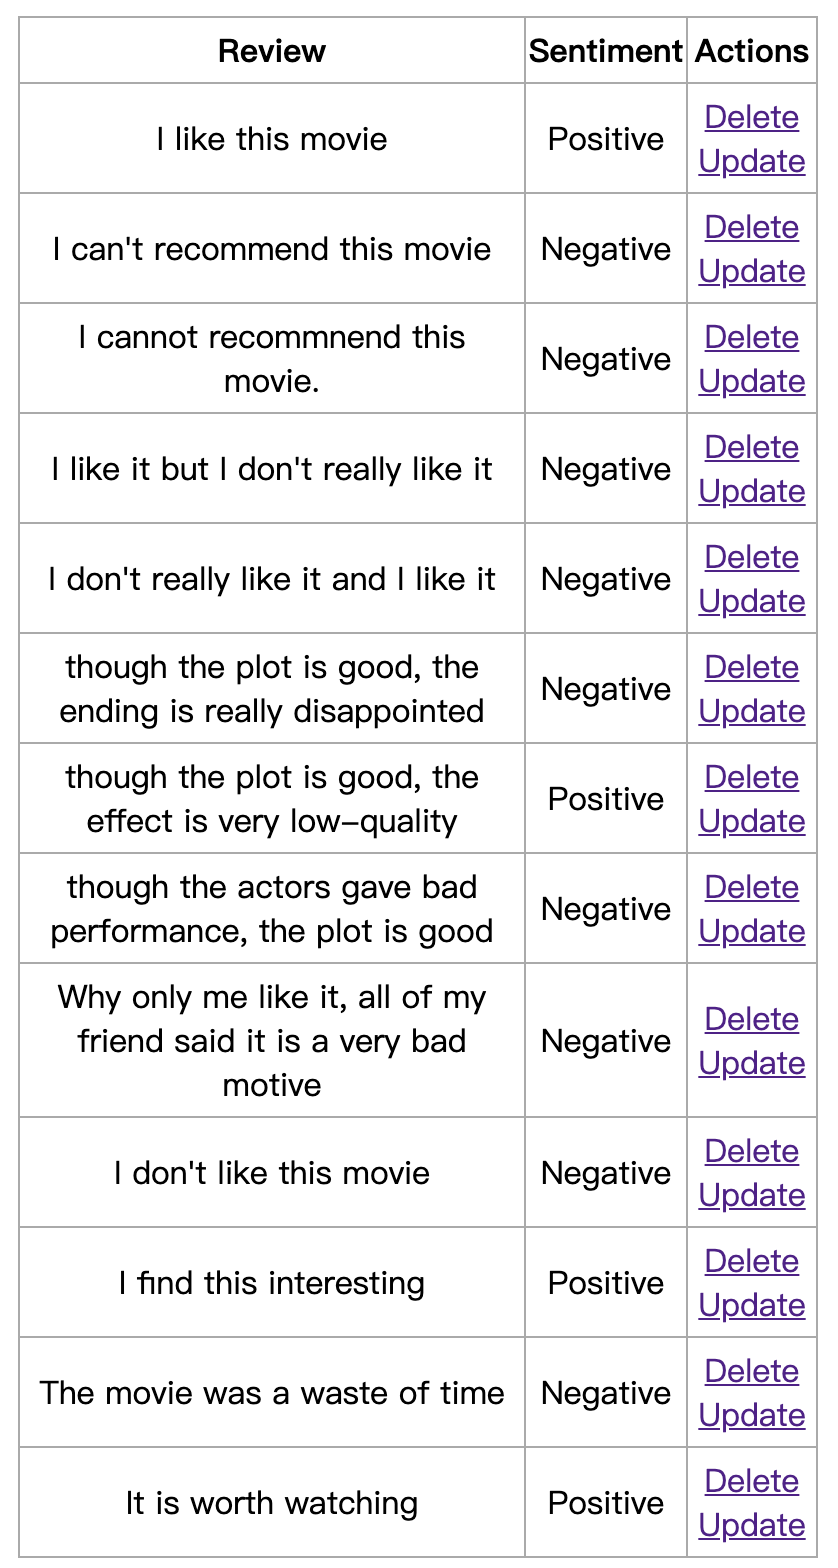 Review Sentiment Actions
I like this movie Positive Delete
Update
I can't recommend this movie Negative Delete
Update
I cannot recommnend this
movie. Negative Delete
Update
I like it but I don't really like it Negative Delete
Update
I don't really like it and I like it Negative Delete
Update
though the plot is good, the
ending is really disappointed Negative Delete
Update
though the plot is good, the
effect is very low-quality Positive Delete
Update
though the actors gave bad
performance, the plot is good Negative Delete
Update
Why only me like it, all of my
friend said it is a very bad
motive Negative Delete
Update
I don't like this movie Negative Delete
Update
I find this interesting Positive Delete
Update
The movie was a waste of time Negative Delete
Update
It is worth watching Positive Delete
Update